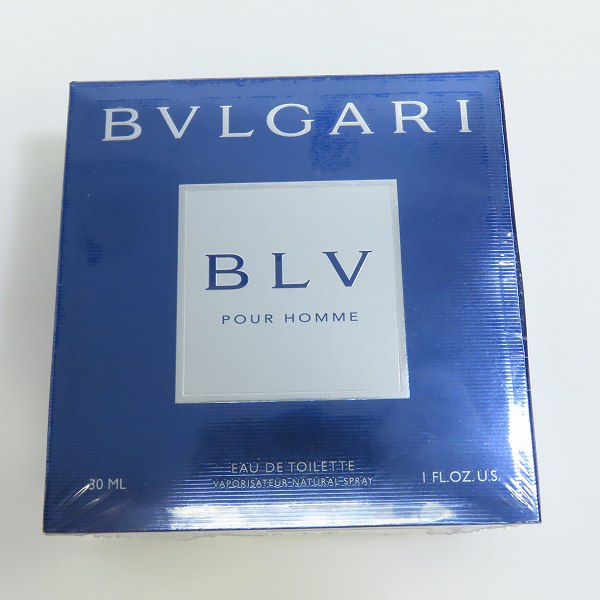 BVLGARI
BLV
POUR HOMME
EAU DE TOILETTE
VAPORISATEUR-NATURAL SPRAY
30 ML
1 FL.OZ. U.S.